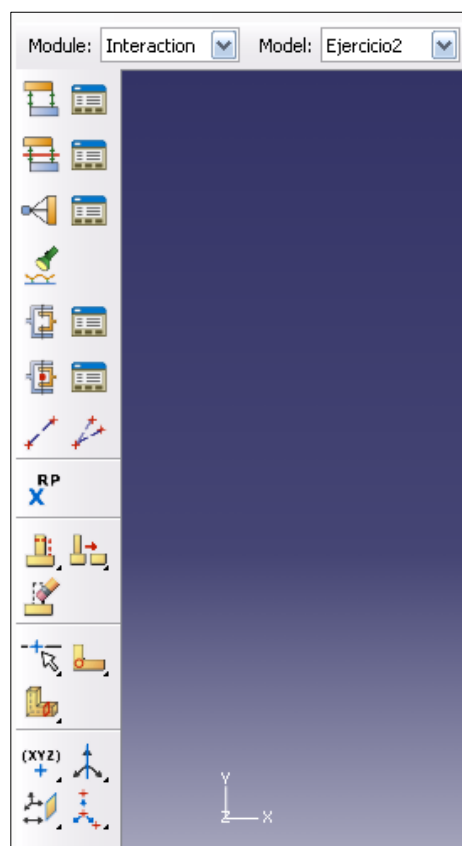 Module: Interaction Model: Ejercicio2
RP
X
(XYZ)
Y
Z X